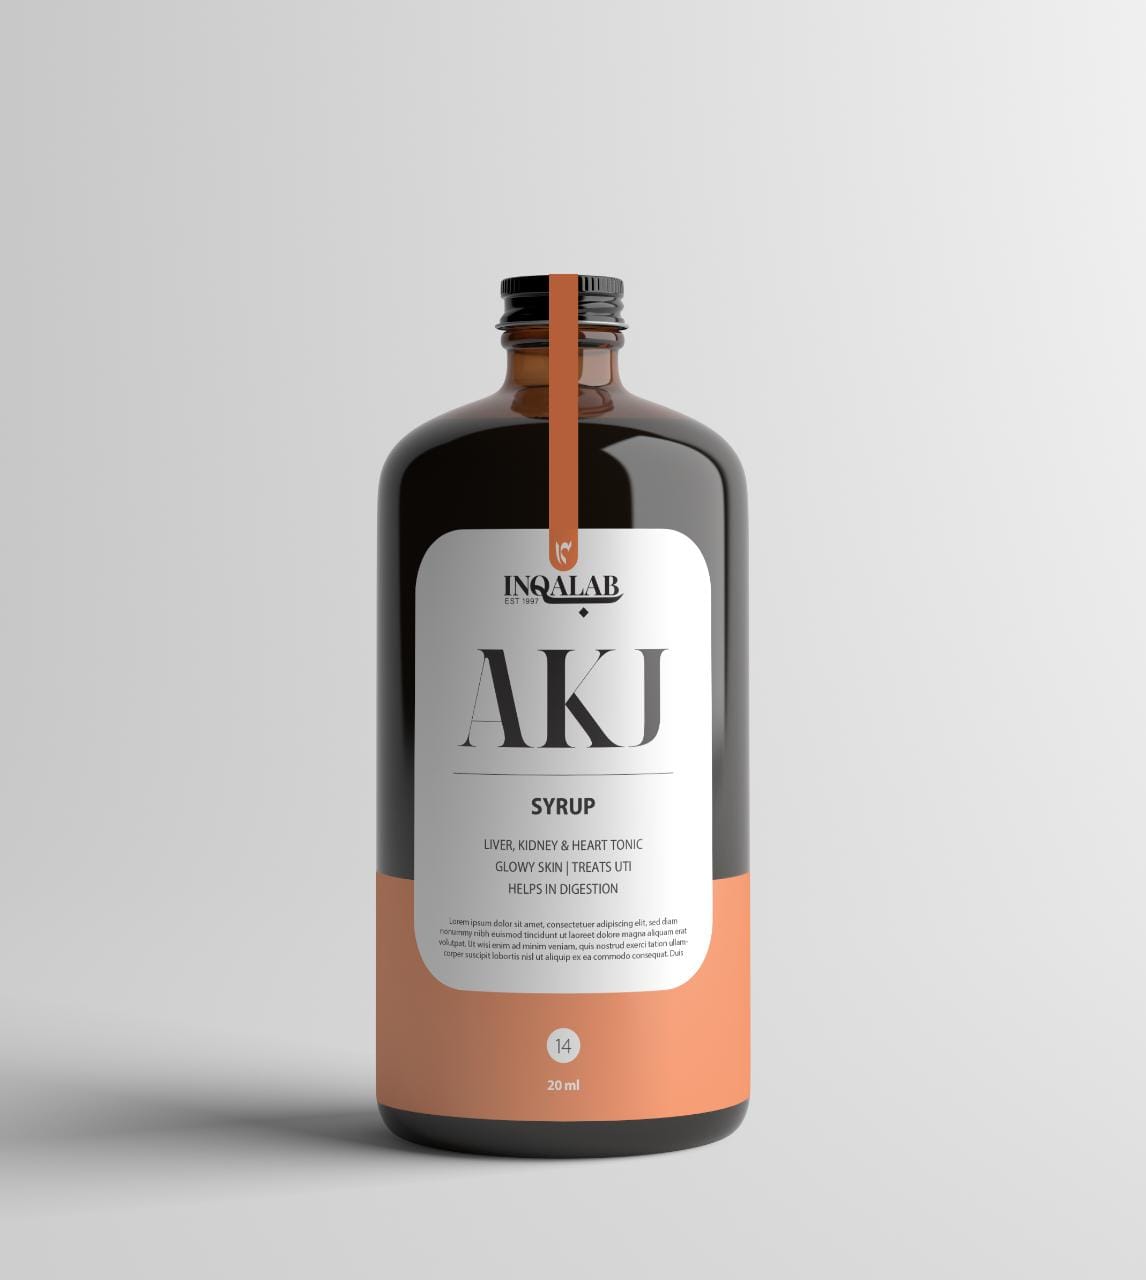 INQALAB
EST 1997
AKJ
SYRUP
LIVER, KIDNEY & HEART TONIC
GLOWY SKIN | TREATS UTI
HELPS IN DIGESTION
Lorem ipsum dolor sit amet, consectetuer adipiscing elit, sed diam
nonummy nibh euismod tincidunt ut laoreet dolore magna aliquam erat
volutpat. Ut wisi enim ad minim veniam, quis nostrud exerci tation ullam-
corper suscipit lobortis nisl ut aliquip ex ea commodo consequat. Duis
14
20 ml